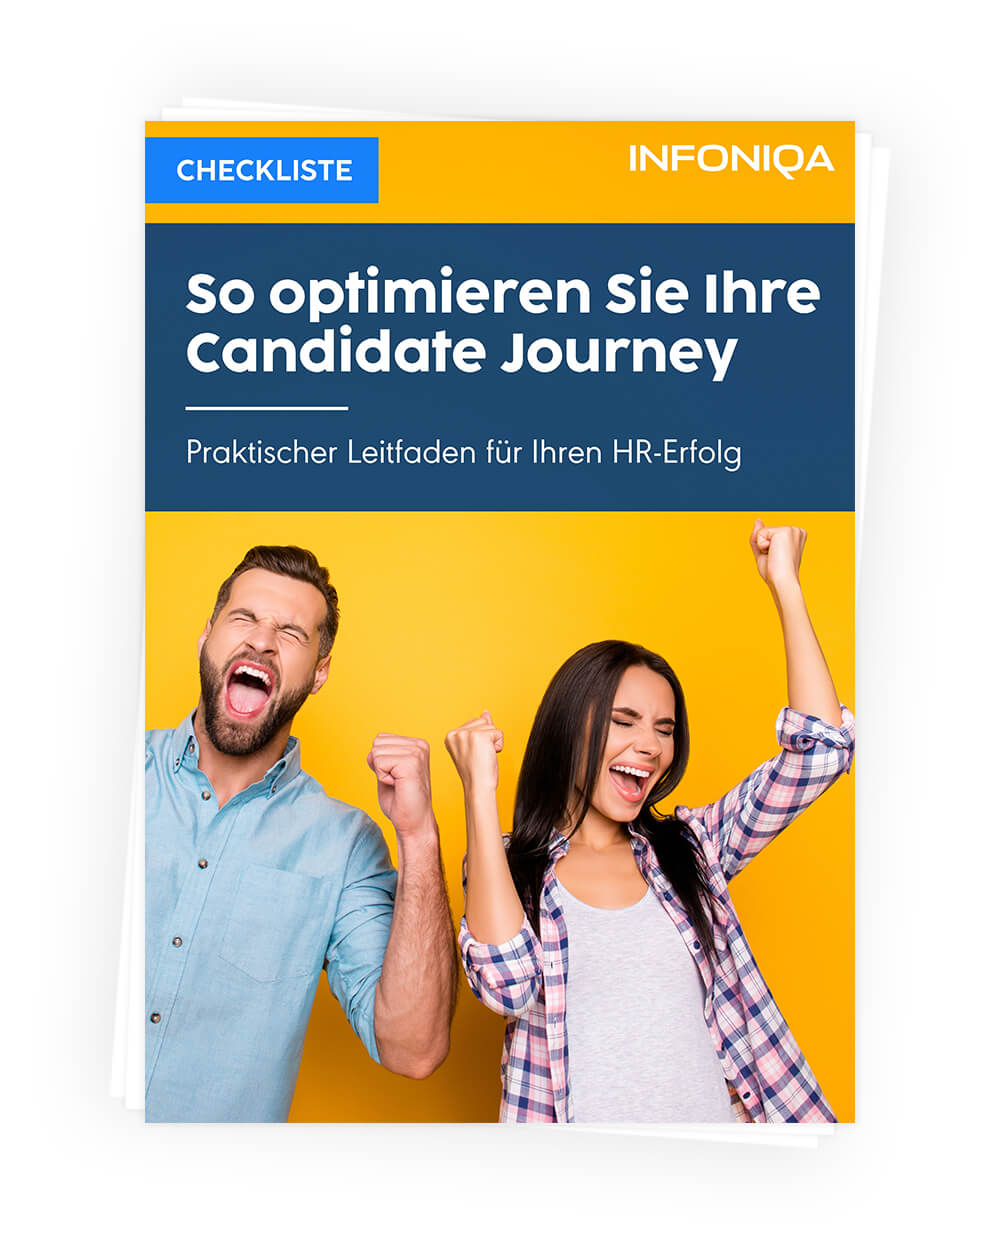 CHECKLISTE
INFONIQA
So optimieren Sie Ihre
Candidate Journey
Praktischer Leitfaden für Ihren HR-Erfolg